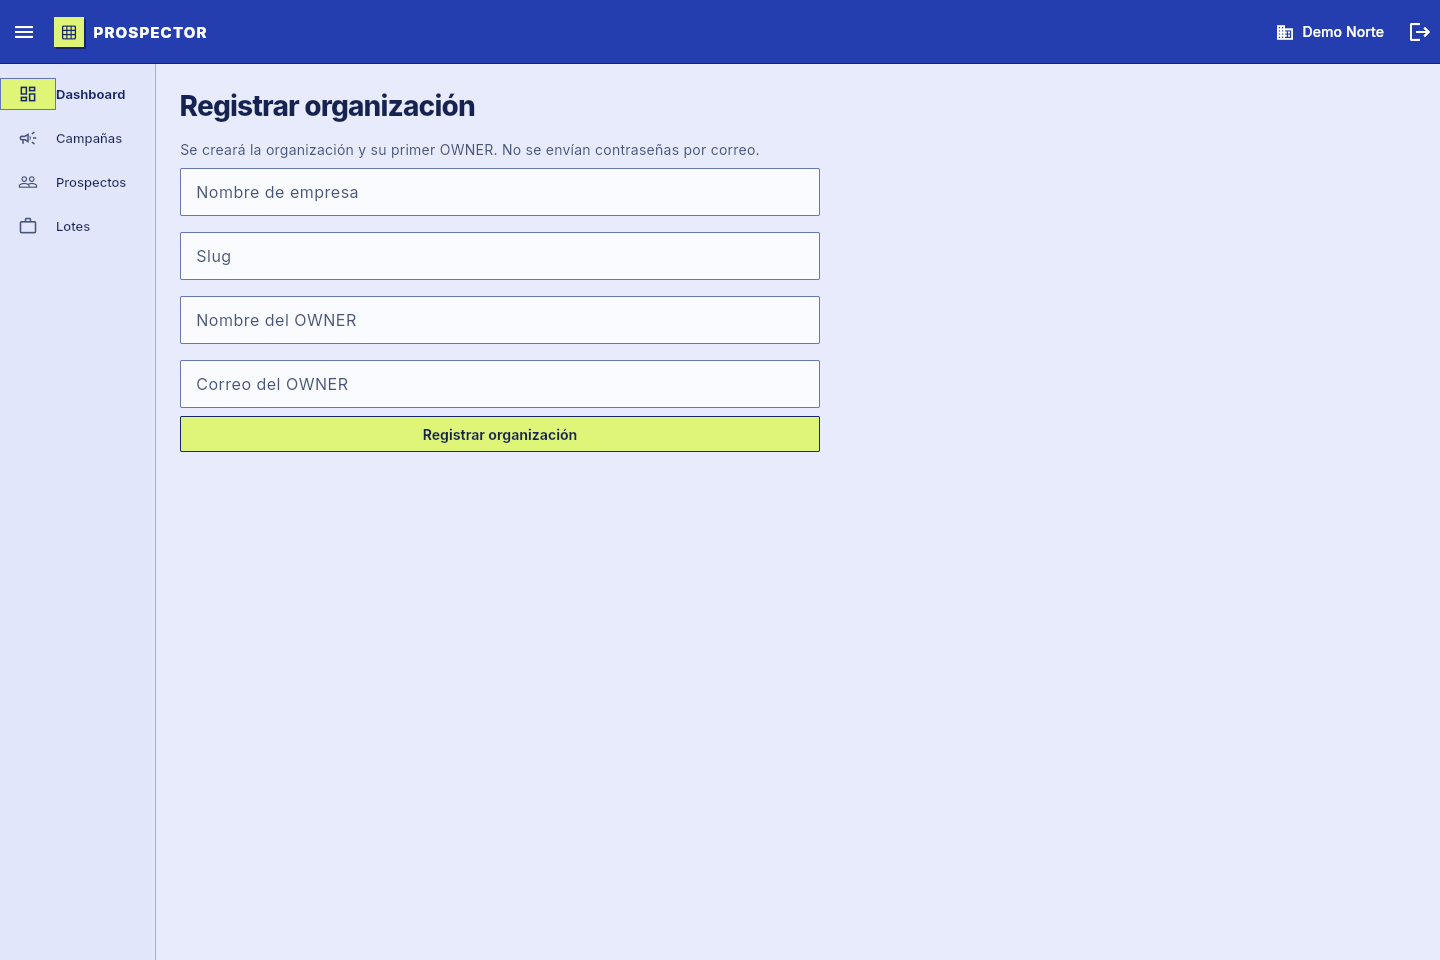 PROSPECTOR
Demo Norte
Dashboard
Campañas
Prospectos
Lotes
Registrar organización
Se creará la organización y su primer OWNER. No se envían contraseñas por correo.
Nombre de empresa
Slug
Nombre del OWNER
Correo del OWNER
Registrar organización